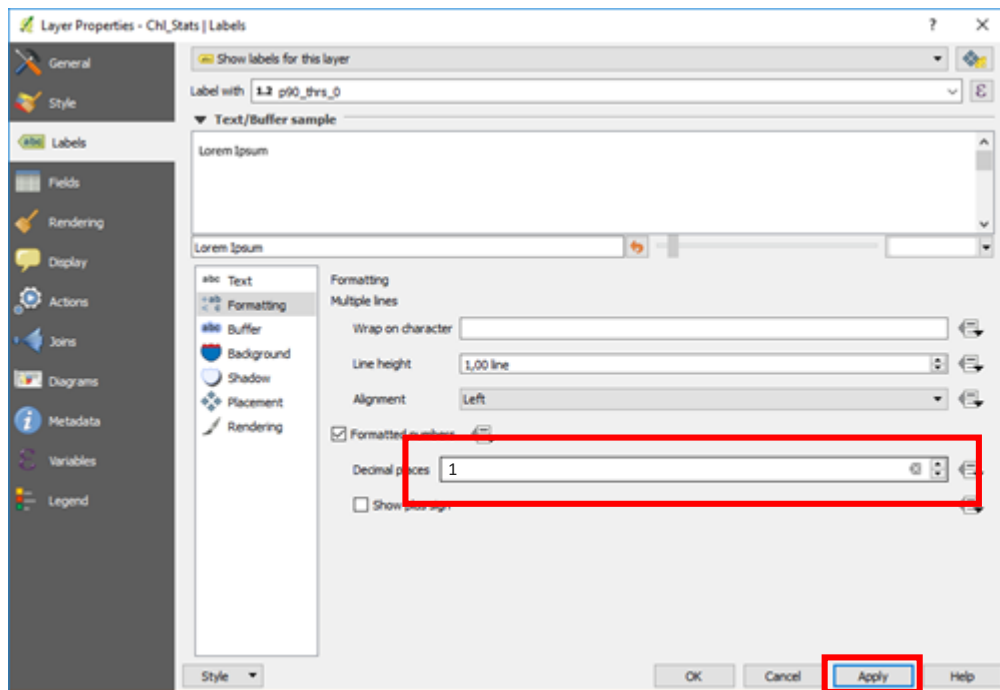 Layer Properties - Chl_Stats | Labels
?
General
Style
Labels
Fields
Rendering
Display
Actions
Joins
Diagrams
Metadata
Variables
Legend
Show labels for this layer
Label with 1.2 p90_thrs_0
ε
Text/Buffer sample
Lorem Ipsum
Lorem Ipsum
abc Text
Formatting
abc Buffer
Background
Shadow
Placement
Rendering
Formatting
Multiple lines
Wrap on character
Line height 1,00 line
Alignment Left
Formatted numbers
Decimal places 1
Show plus sign
Style
OK Cancel Apply Help